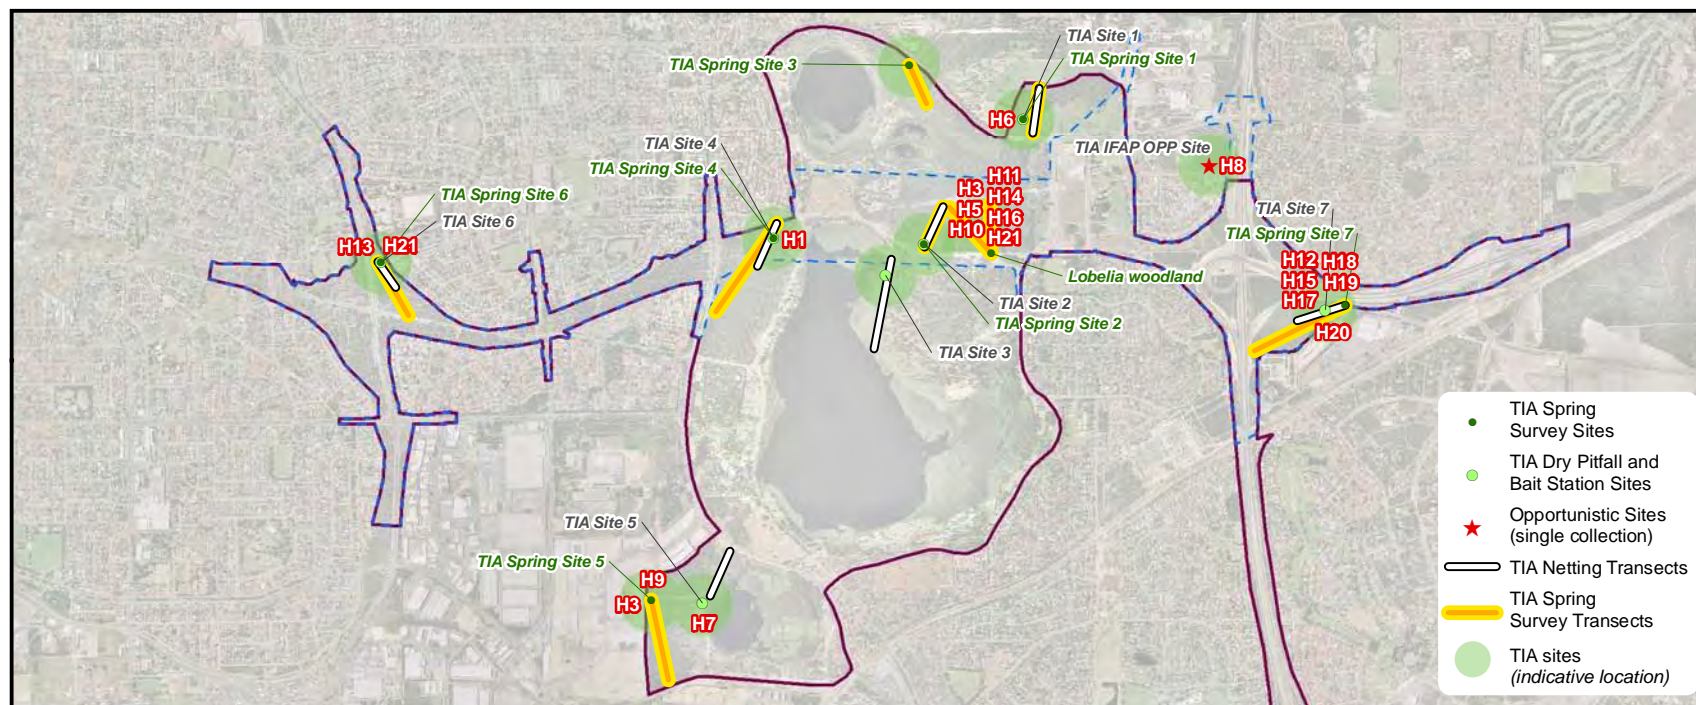 TIA Site 1
TIA Spring Site 3
TIA Spring Site 1
H6
TIA Site 4
TIA IFAP OPP Site
H8
TIA Spring Site 4
H11
H3
H14
TIA Spring Site 6
H5
H16
TIA Site 7
TIA Site 6
H10
TIA Spring Site 7
H13
H21
H1
H21
H12
H18
Lobelia woodland
H15
H19
H17
TIA Site 2
TIA Spring Site 2
H20
TIA Site 3
TIA Site 5
TIA Spring Site 5
H9
H3
H7
TIA Spring
Survey Sites
TIA Dry Pitfall and
Bait Station Sites
Opportunistic Sites
(single collection)
TIA Netting Transects
TIA Spring
Survey Transects
TIA sites
(indicative location)